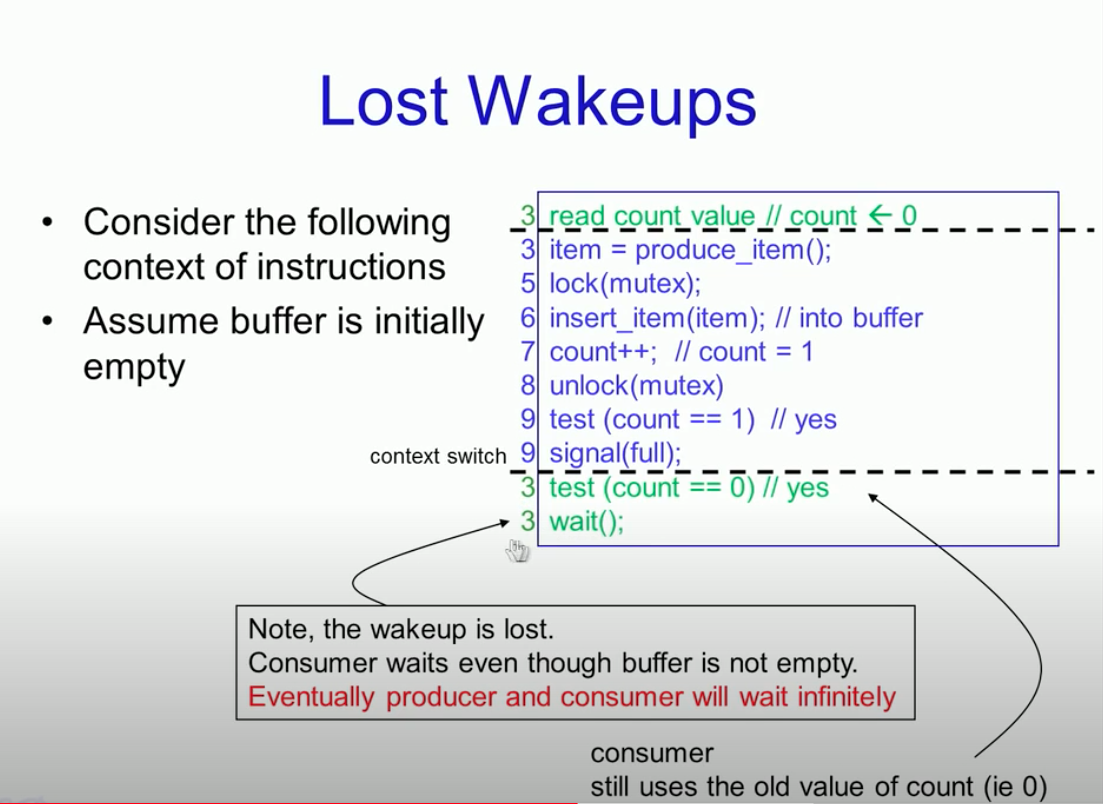 Lost Wakeups
• Consider the following
context of instructions
• Assume buffer is initially
empty
3 read count value // count ← 0
3 item = produce_item();
5 lock(mutex);
6 insert_item(item); // into buffer
7 count++; // count = 1
8 unlock(mutex)
9 test (count == 1) // yes
context switch 9 signal(full);
3 test (count == 0) // yes
3 wait();
Note, the wakeup is lost.
Consumer waits even though buffer is not empty.
Eventually producer and consumer will wait infinitely
consumer
still uses the old value of count (ie 0)